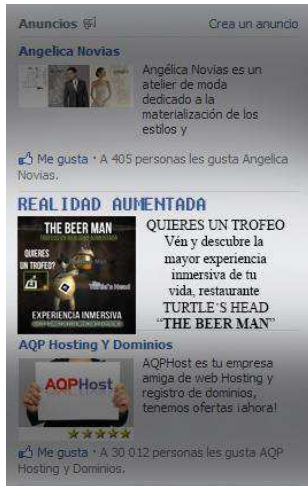 Anuncios Crea un anuncio
Angelica Novias
Angélica Novias es un
atelier de moda
dedicado a la
materialización de los
estilos y
Me gusta · A 405 personas les gusta Angelica
Novias.
REALIDAD AUMENTADA
THE BEER MAN
QUIERES
UN TROFEO?
Turtle's Head
EXPERIENCIA INMERSIVA
QUIERES UN TROFEO
Vén y descubre la
mayor experiencia
inmersiva de tu
vida, restaurante
TURTLE'S HEAD
"THE BEER MAN"
AQP Hosting Y Dominios
AQPHost
AQPHost es tu empresa
amiga de web Hosting y
registro de dominios,
tenemos ofertas ¡ahora!
Me gusta · A 30 012 personas les gusta AQP
Hosting y Dominios.